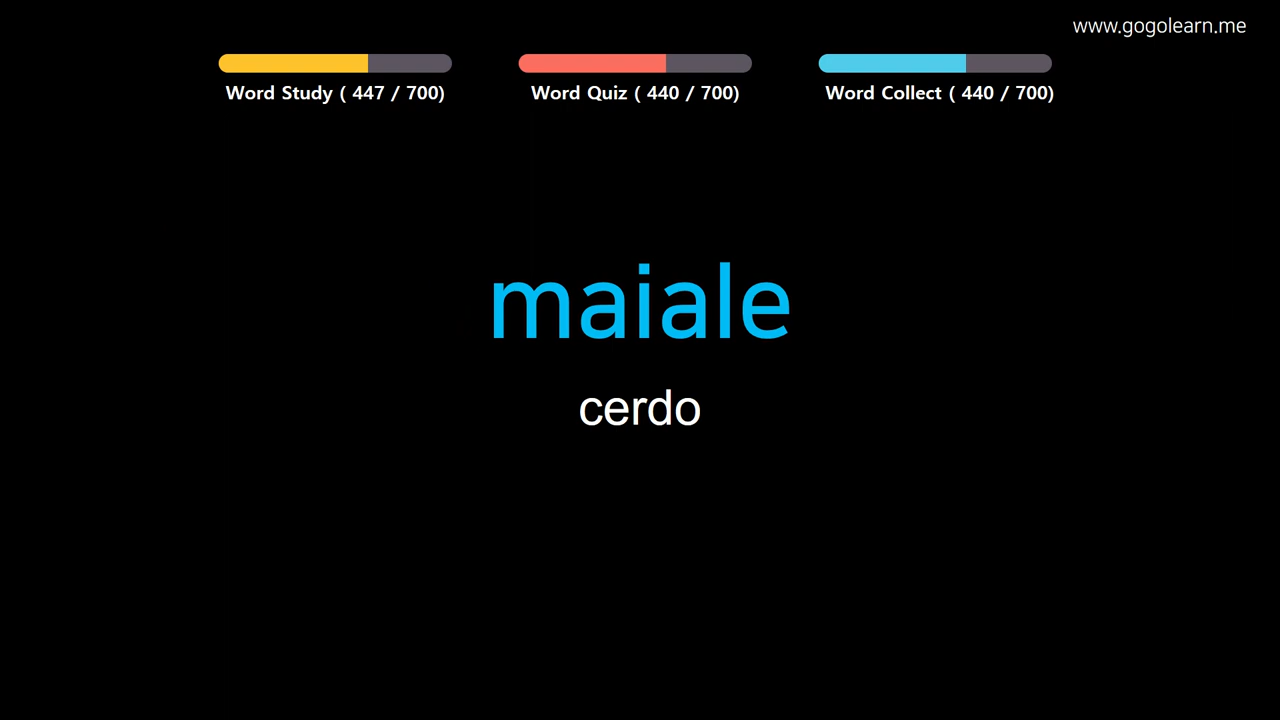 www.gogolearn.me
Word Study ( 447 / 700)
Word Quiz ( 440 / 700)
Word Collect ( 440 / 700)
maiale
cerdo